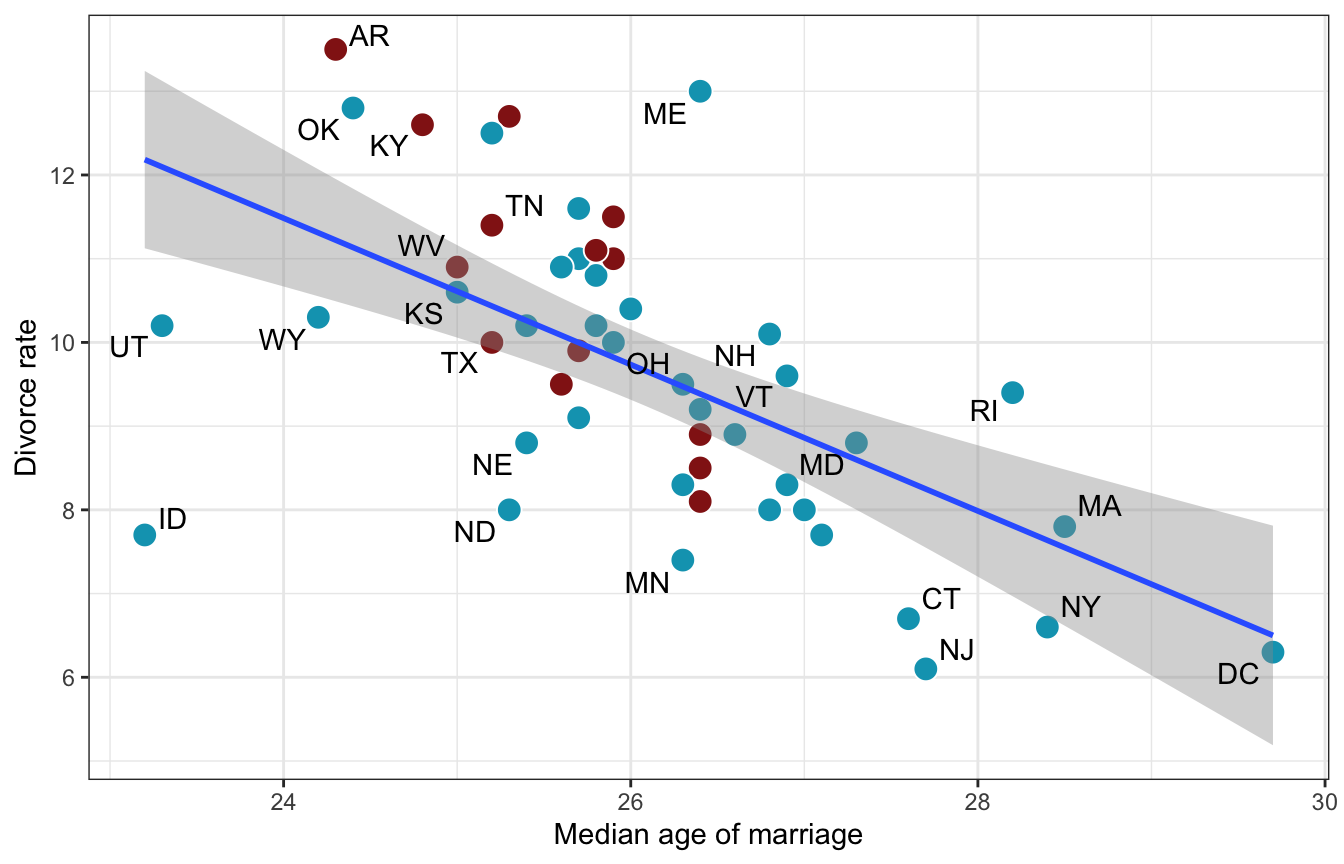 AR
ME
OK
KY
12
TN
WV
KS
UT
WY
TX
10
OH
NH
VT
RI
NE
MD
ID
ND
8
MA
MN
CT
NY
NJ
6
DC
24
26
28
30
Median age of marriage
Divorce rate